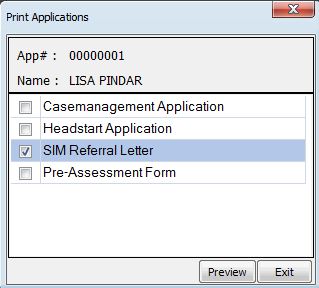 Print Applications
App# : 00000001
Name : LISA PINDAR
Casemanagement Application
Headstart Application
SIM Referral Letter
Pre-Assessment Form
Preview Exit